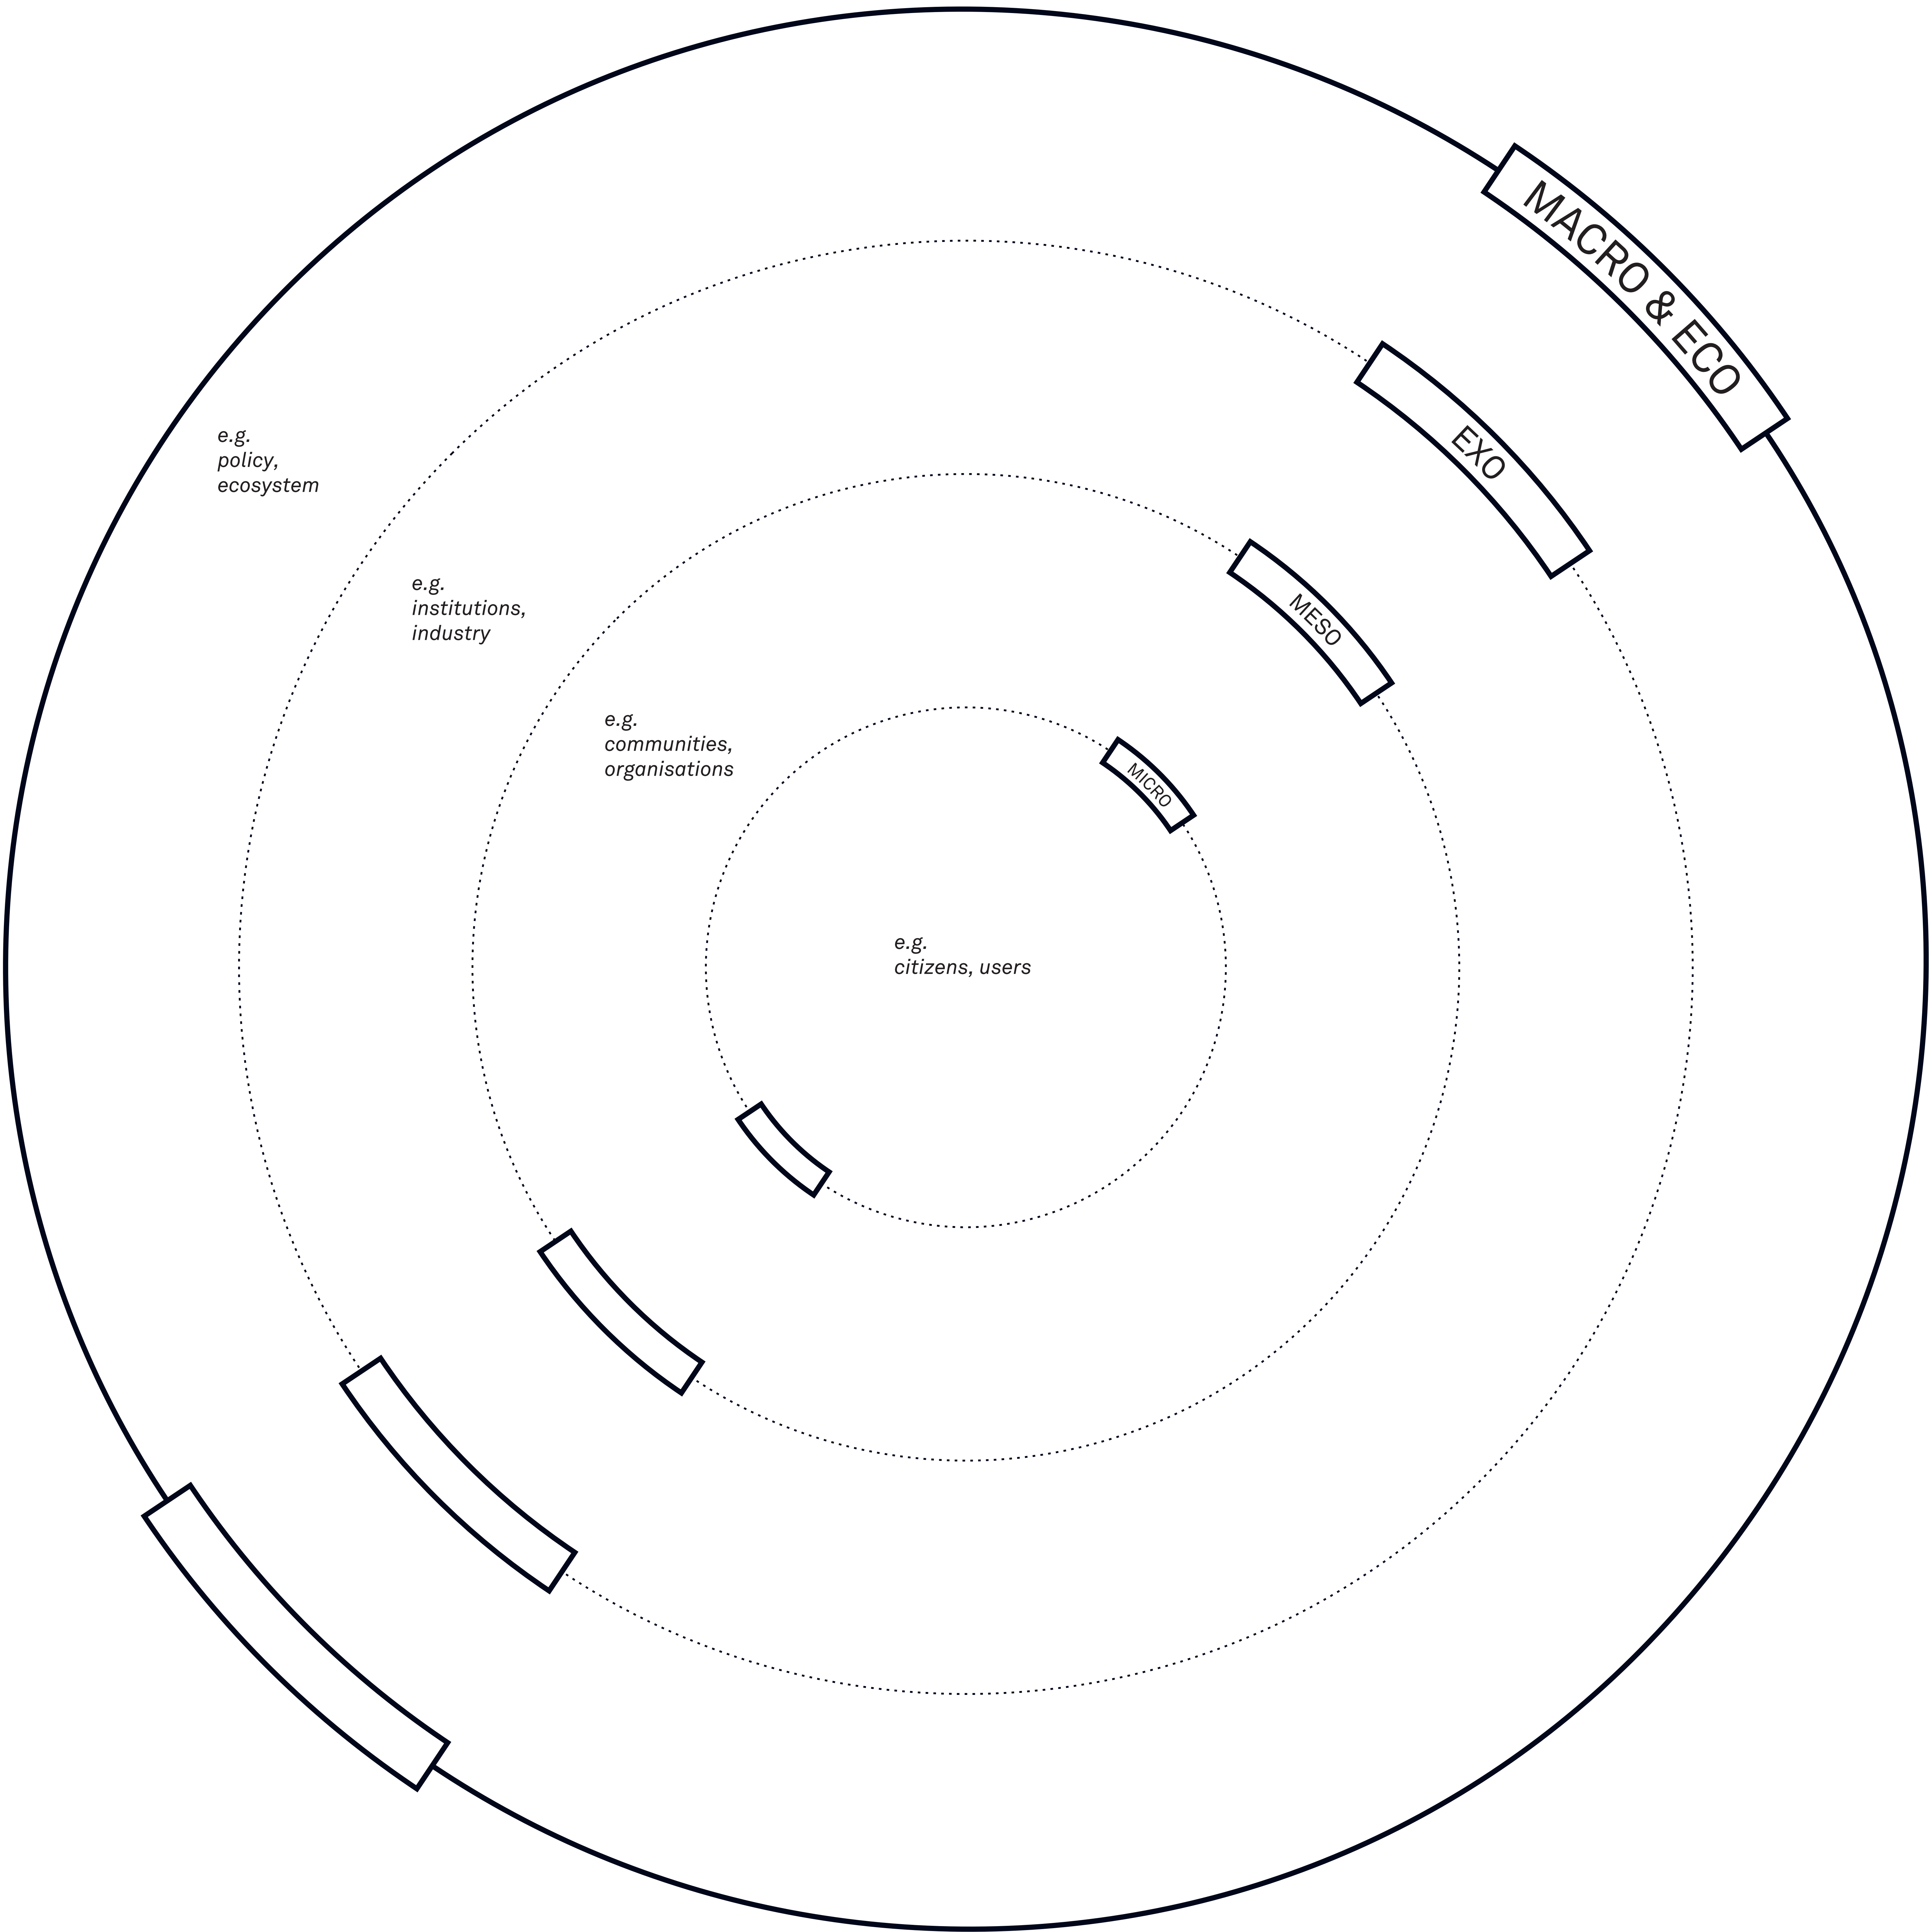 MACRO & ECO
EXO
e.g.
policy,
ecosystem
MESO
e.g.
institutions,
industry
e.g.
communities,
organisations
MICRO
e.g.
citizens, users